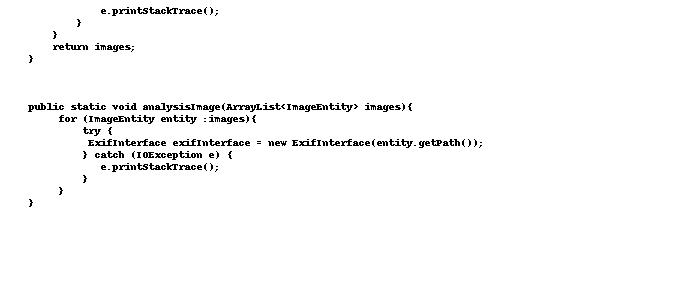 e.printStackTrace();
}
}
return images;
}
public static void analysisImage(ArrayList<ImageEntity> images){
for (ImageEntity entity :images){
try {
ExifInterface exifInterface = new ExifInterface(entity.getPath());
} catch (IOException e) {
e.printStackTrace();
}
}
}